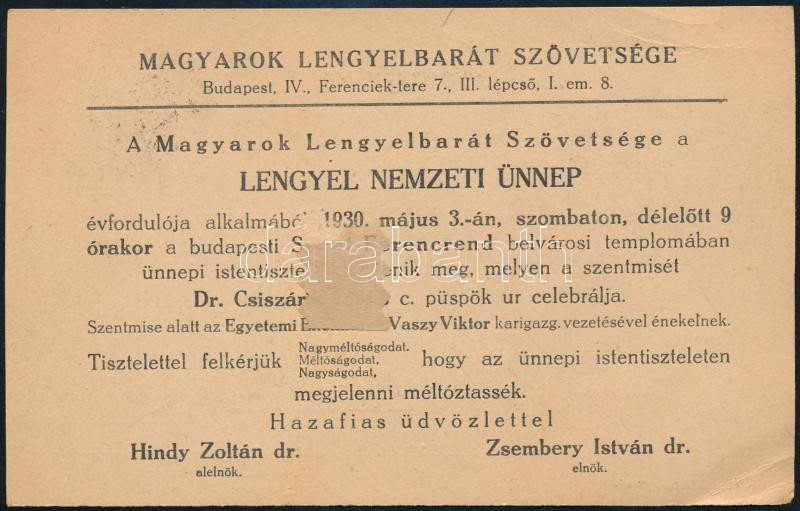 MAGYAROK LENGYELBARÁT SZÖVETSÉGE
Budapest, IV., Ferenciek-tere 7., III. lépcső, I. em. 8.
A Magyarok Lengyelbarát Szövetsége a
LENGYEL NEMZETI ÜNNEP
évfordulója alkalmából 1930. május 3.-án, szombaton, délelőtt 9
órakor a budapesti Ferencrend belvárosi templomában
ünnepi meg, melyen a szentmisét
Dr. c. püspök ur celebrálja.
Szentmise alatt az Egyetemi Vaszy Viktor karigazg. vezetésével énekelnek.
Nagyméltóságodat.
Tisztelettel felkérjük Méltóságodat, hogy az ünnepi istentiszteleten
Nagyságodat,
megjelenni méltóztassék.
Hazafias üdvözlettel
Hindy Zoltán dr. Zsembery István dr.
alelnök. elnök.
darabanth